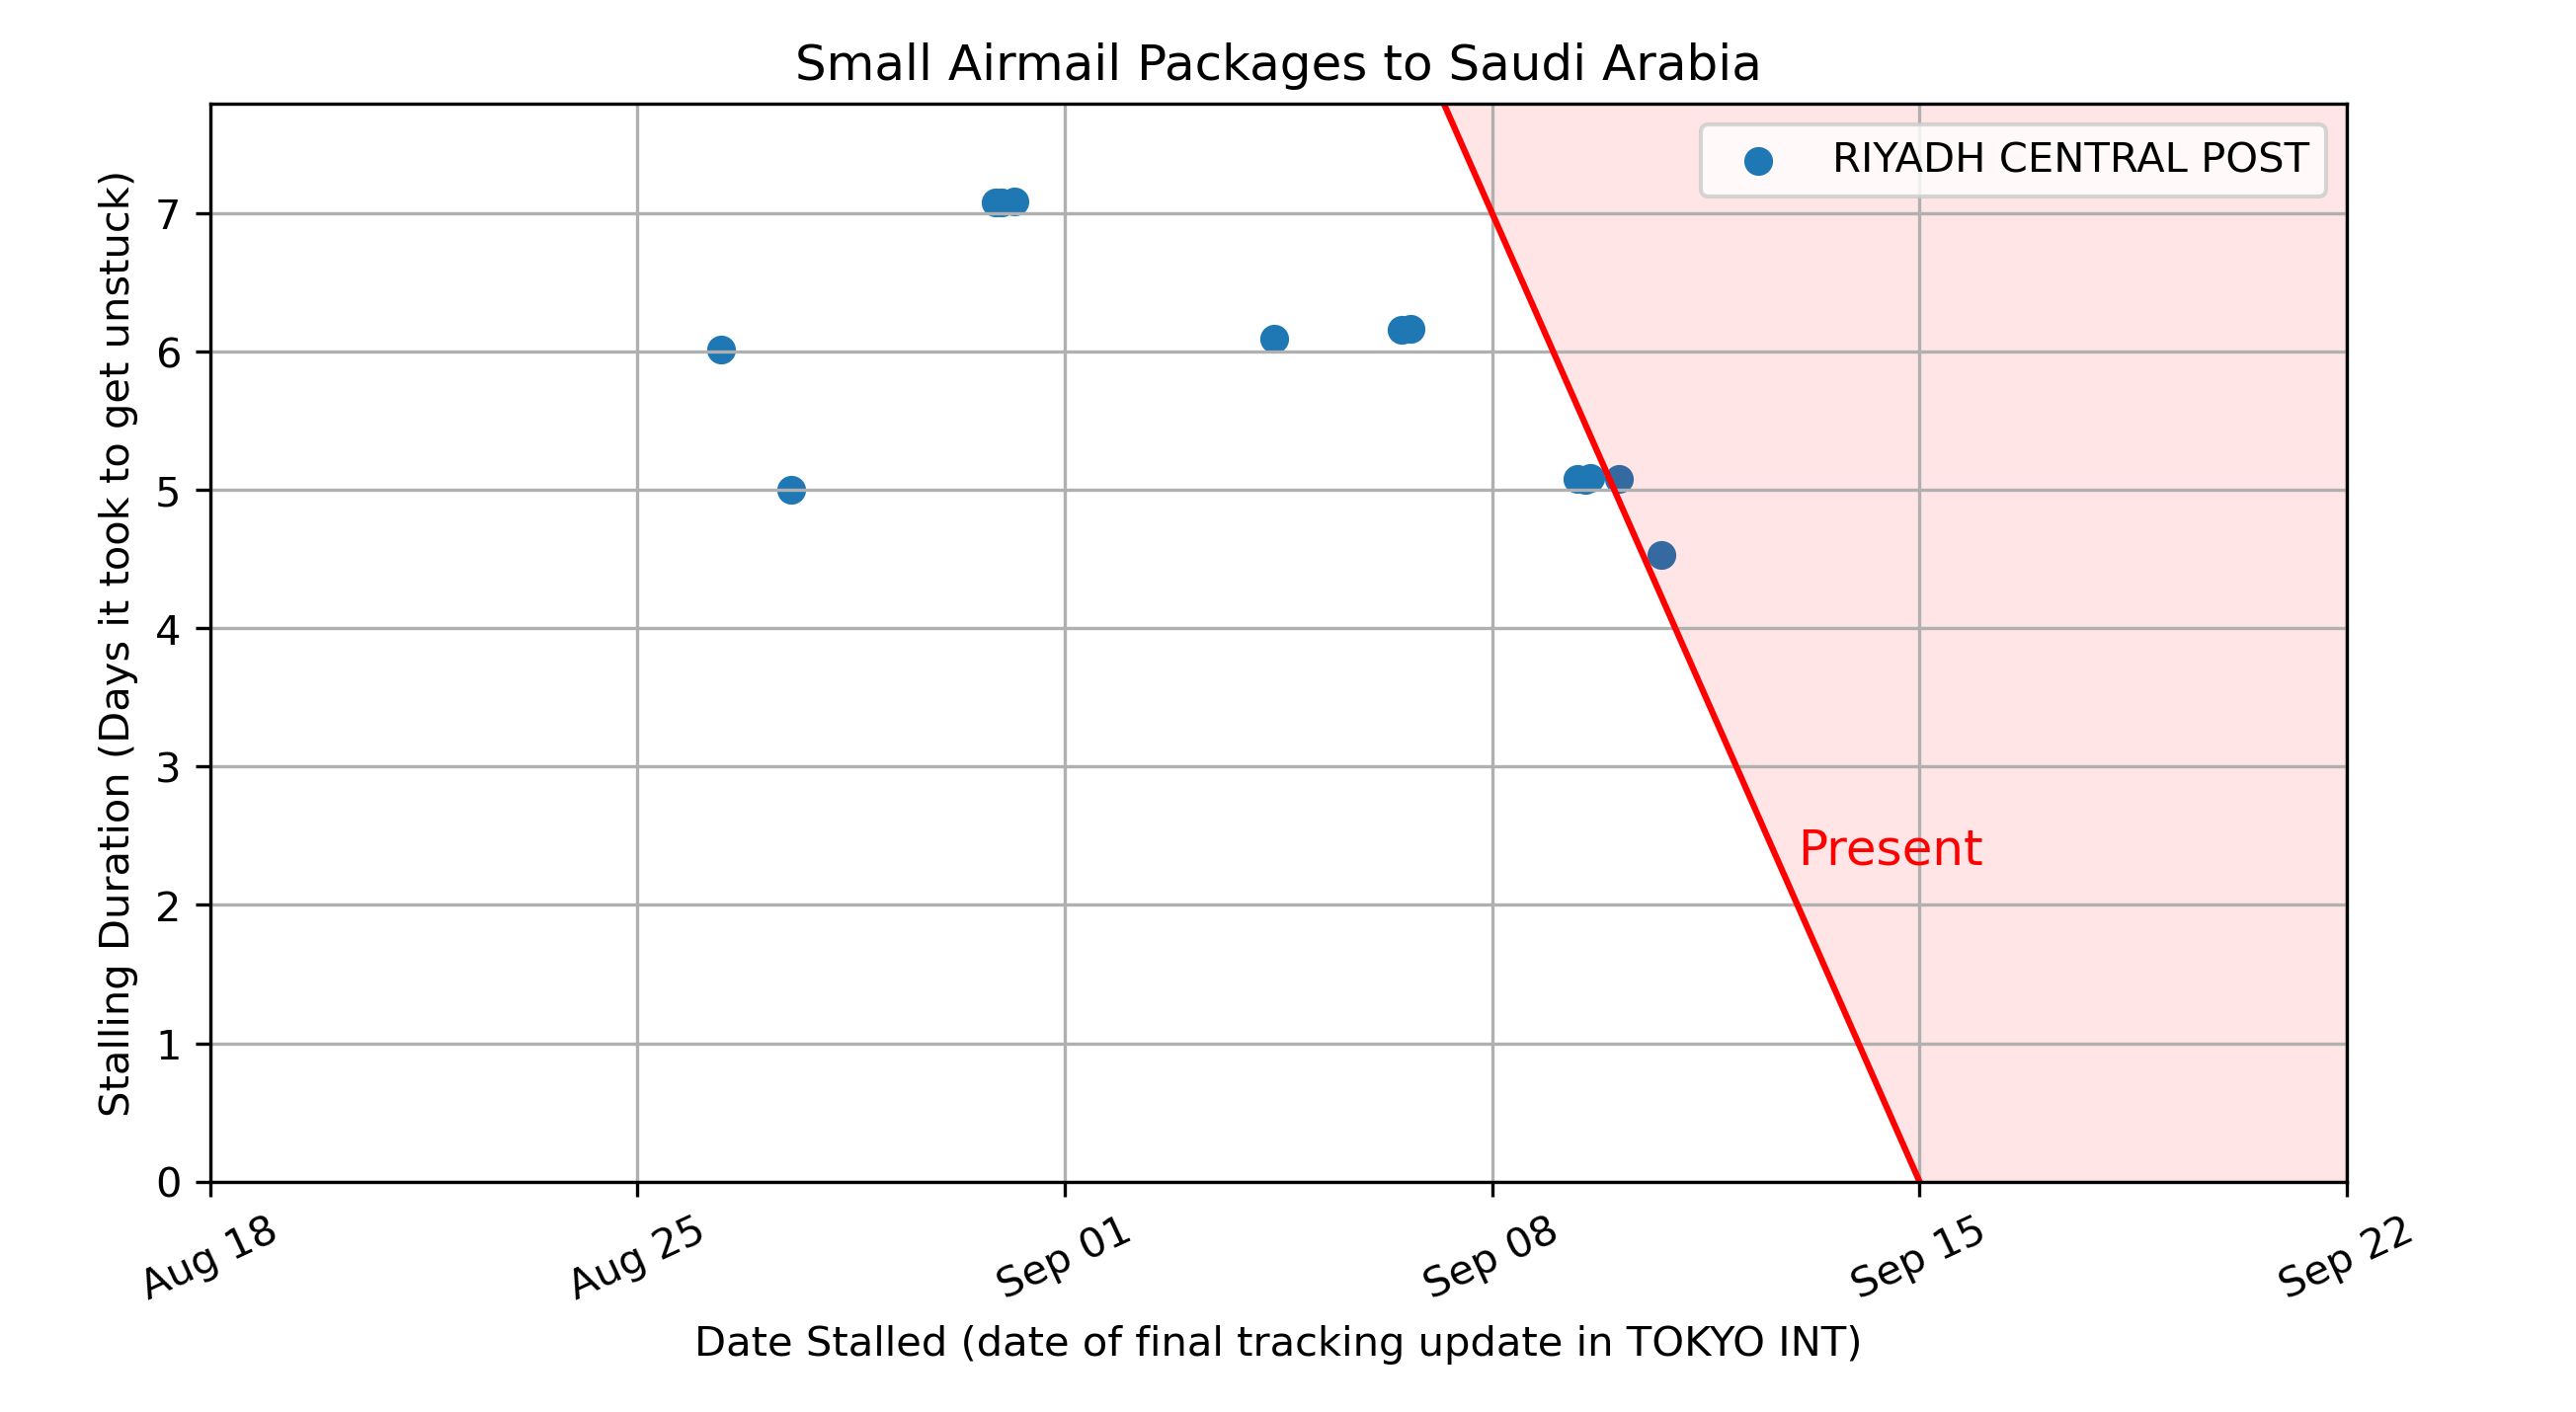 Small Airmail Packages to Saudi Arabia
RIYADH CENTRAL POST
Stalling Duration (Days it took to get unstuck)
7
6
5
4
3
2
1
0
Present
Aug 18
Aug 25
Sep 01
Sep 08
Sep 15
Sep 22
Date Stalled (date of final tracking update in TOKYO INT)